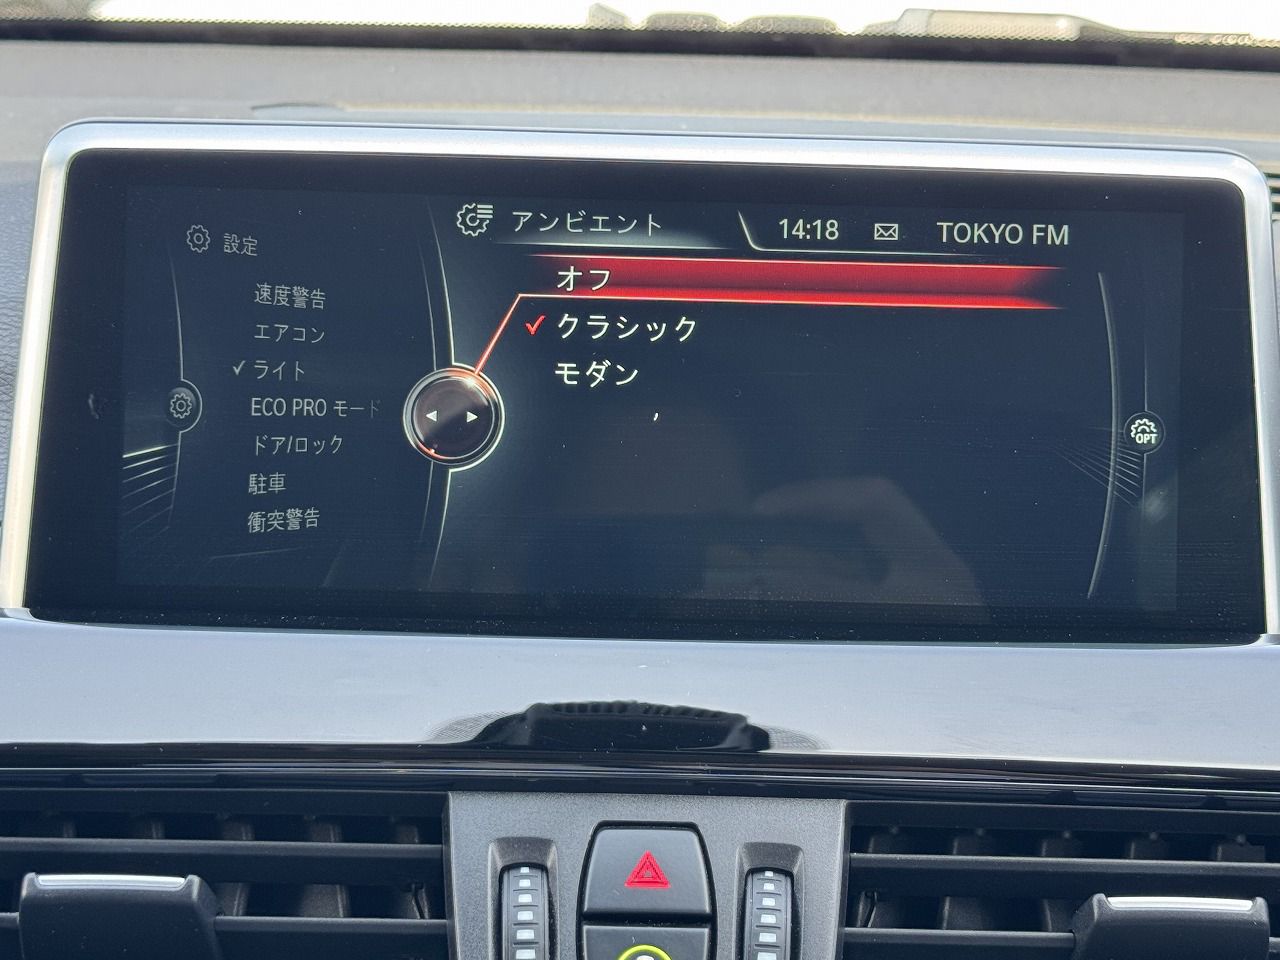 設定
アンビエント
14:18
TOKYO FM
速度警告
エアコン
ライト
ECO PRO モード
ドア/ロック
駐車
衝突警告
オフ
クラシック
モダン
OPT